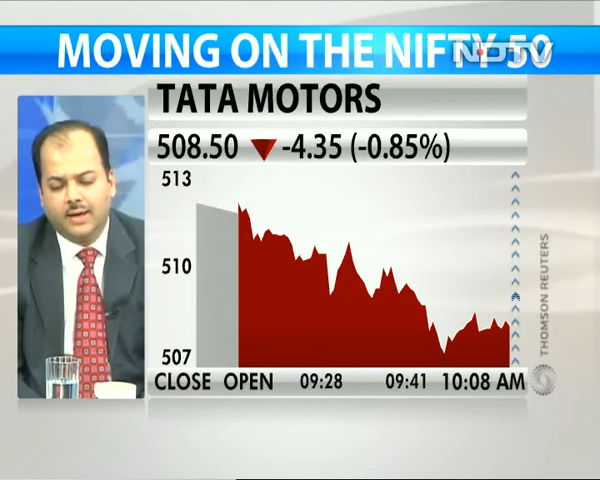 MOVING ON THE NIFTY 50
NDTV
TATA MOTORS
508.50 -4.35 (-0.85%)
513
510
507
CLOSE OPEN 09:28 09:41 10:08 AM
THOMSON REUTERS